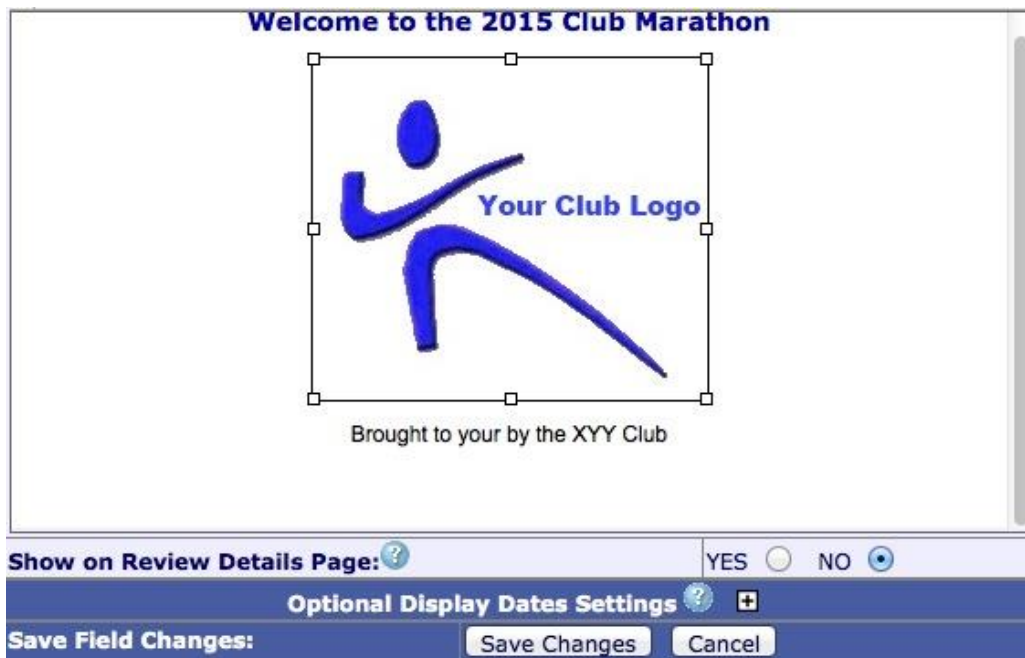 Welcome to the 2015 Club Marathon
Your Club Logo
Brought to your by the XYY Club
Show on Review Details Page:?
YES NO
Optional Display Dates Settings ? +
Save Field Changes: Save Changes Cancel